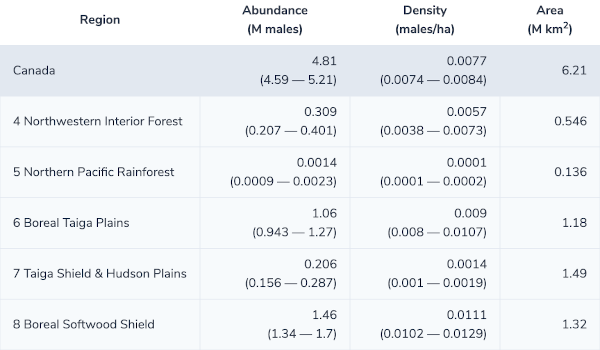 Region Abundance (M males) Density (males/ha) Area (M km²)
Canada 4.81 (4.59 — 5.21) 0.0077 (0.0074 — 0.0084) 6.21
4 Northwestern Interior Forest 0.309 (0.207 — 0.401) 0.0057 (0.0038 — 0.0073) 0.546
5 Northern Pacific Rainforest 0.0014 (0.0009 — 0.0023) 0.0001 (0.0001 — 0.0002) 0.136
6 Boreal Taiga Plains 1.06 (0.943 — 1.27) 0.009 (0.008 — 0.0107) 1.18
7 Taiga Shield & Hudson Plains 0.206 (0.156 — 0.287) 0.0014 (0.001 — 0.0019) 1.49
8 Boreal Softwood Shield 1.46 (1.34 — 1.7) 0.0111 (0.0102 — 0.0129) 1.32